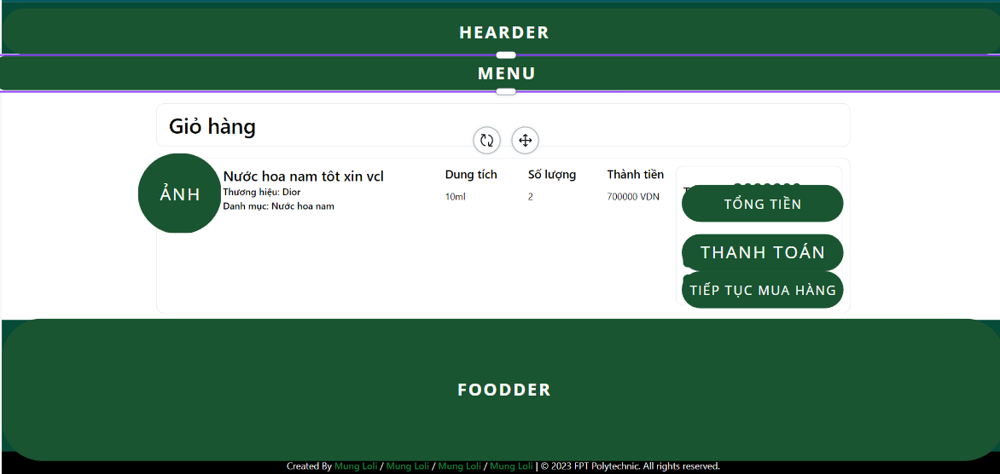 HEARDER
MENU
Giỏ hàng
ẢNH
Nước hoa nam tôt xin vcl
Thương hiệu: Dior
Danh mục: Nước hoa nam
Dung tích
10ml
Số lượng
2
Thành tiền
700000 VDN
TỔNG TIỀN
THANH TOÁN
TIẾP TỤC MUA HÀNG
FOODDER
Created By Mung Loli / Mung Loli / Mung Loli / Mung Loli | © 2023 FPT Polytechnic. All rights reserved.